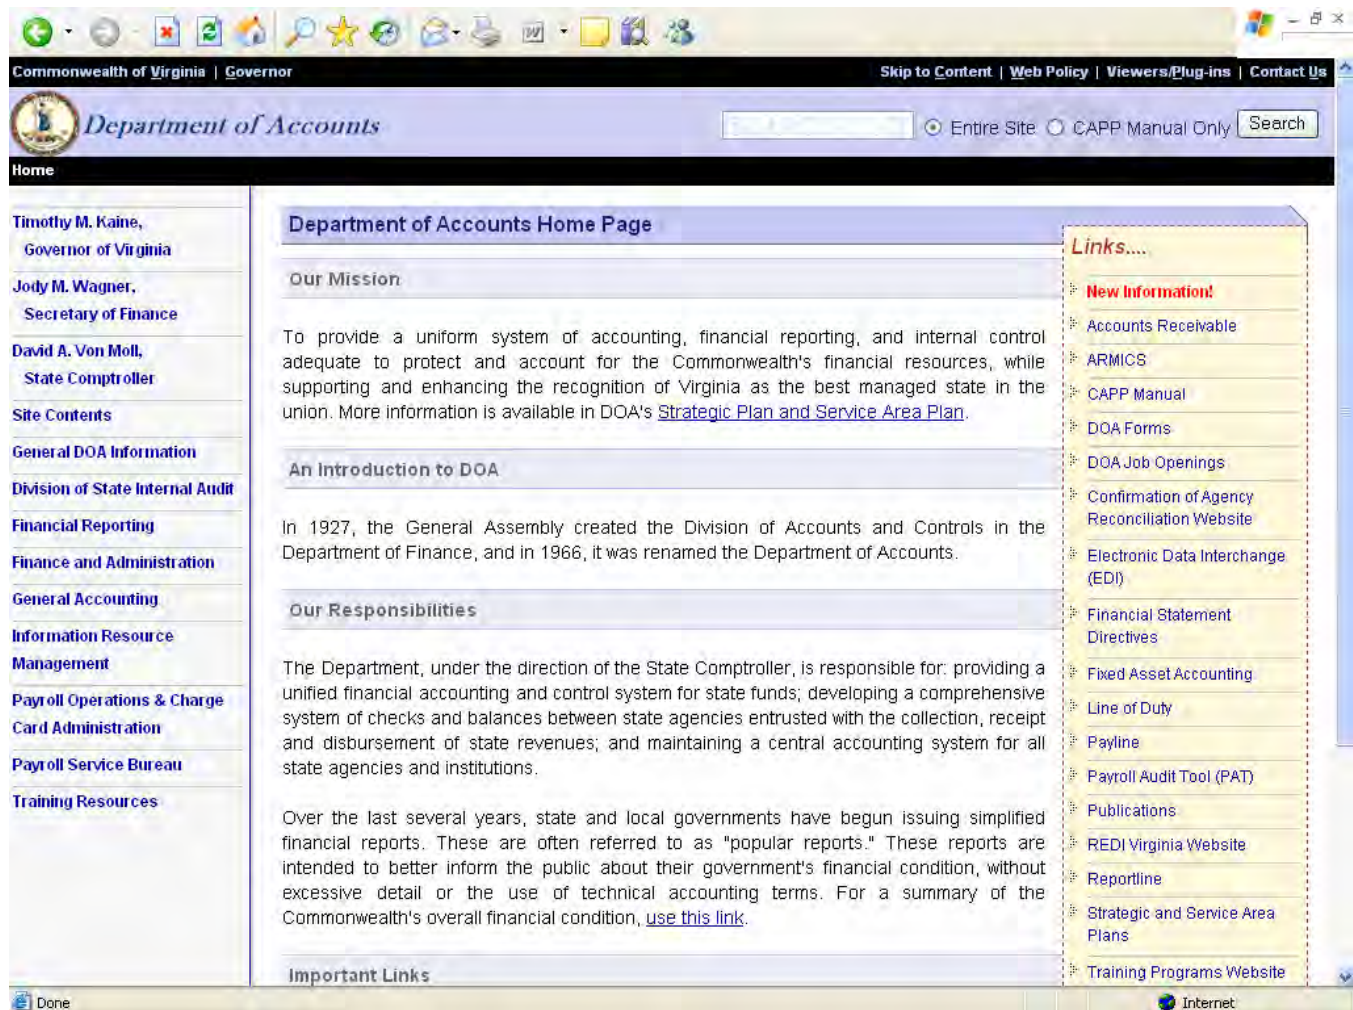 Commonwealth of Virginia | Governor
Skip to Content | Web Policy | Viewers/Plug-ins | Contact Us
Department of Accounts
Entire Site
CAPP Manual Only
Search
Home
Timothy M. Kaine,
Governor of Virginia
Jody M. Wagner,
Secretary of Finance
David A. Von Moll,
State Comptroller
Site Contents
General DOA Information
Division of State Internal Audit
Financial Reporting
Finance and Administration
General Accounting
Information Resource
Management
Payroll Operations & Charge
Card Administration
Payroll Service Bureau
Training Resources
Department of Accounts Home Page
Our Mission
To provide a uniform system of accounting, financial reporting, and internal control
adequate to protect and account for the Commonwealth's financial resources, while
supporting and enhancing the recognition of Virginia as the best managed state in the
union. More information is available in DOA's Strategic Plan and Service Area Plan.
An Introduction to DOA
In 1927, the General Assembly created the Division of Accounts and Controls in the
Department of Finance, and in 1966, it was renamed the Department of Accounts.
Our Responsibilities
The Department, under the direction of the State Comptroller, is responsible for: providing a
unified financial accounting and control system for state funds; developing a comprehensive
system of checks and balances between state agencies entrusted with the collection, receipt
and disbursement of state revenues; and maintaining a central accounting system for all
state agencies and institutions.
Over the last several years, state and local governments have begun issuing simplified
financial reports. These are often referred to as "popular reports." These reports are
intended to better inform the public about their government's financial condition, without
excessive detail or the use of technical accounting terms. For a summary of the
Commonwealth's overall financial condition, use this link.
Important Links
Links....
New Information!
Accounts Receivable
ARMICS
CAPP Manual
DOA Forms
DOA Job Openings
Confirmation of Agency
Reconciliation Website
Electronic Data Interchange
(EDI)
Financial Statement
Directives
Fixed Asset Accounting
Line of Duty
Payline
Payroll Audit Tool (PAT)
Publications
REDI Virginia Website
Reportline
Strategic and Service Area
Plans
Training Programs Website
Done
Internet